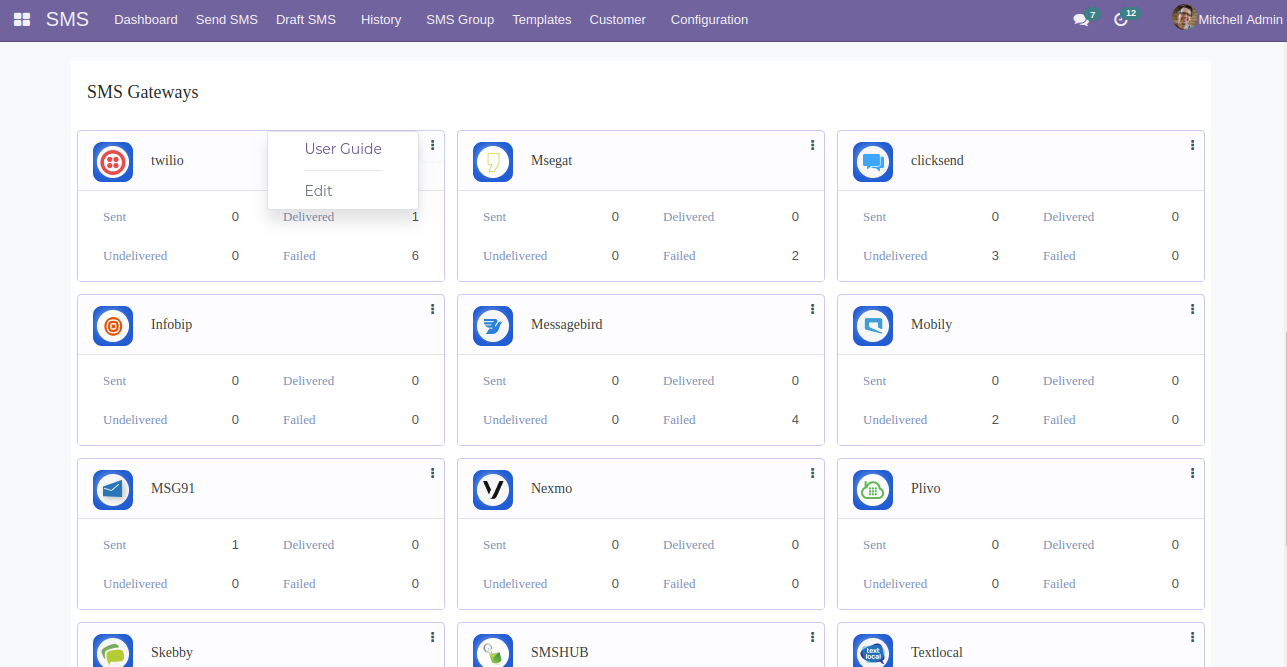 SMS Dashboard Send SMS Draft SMS History SMS Group Templates Customer Configuration 7 12 Mitchell Admin
SMS Gateways
twilio
User Guide
Edit
Sent 0 Delivered 1
Undelivered 0 Failed 6
Msegat
Sent 0 Delivered 0
Undelivered 0 Failed 2
clicksend
Sent 0 Delivered 0
Undelivered 3 Failed 0
Infobip
Sent 0 Delivered 0
Undelivered 0 Failed 0
Messagebird
Sent 0 Delivered 0
Undelivered 0 Failed 4
Mobily
Sent 0 Delivered 0
Undelivered 2 Failed 0
MSG91
Sent 1 Delivered 0
Undelivered 0 Failed 0
Nexmo
Sent 0 Delivered 0
Undelivered 0 Failed 0
Plivo
Sent 0 Delivered 0
Undelivered 0 Failed 0
Skebby
SMSHUB
text
local
Textlocal